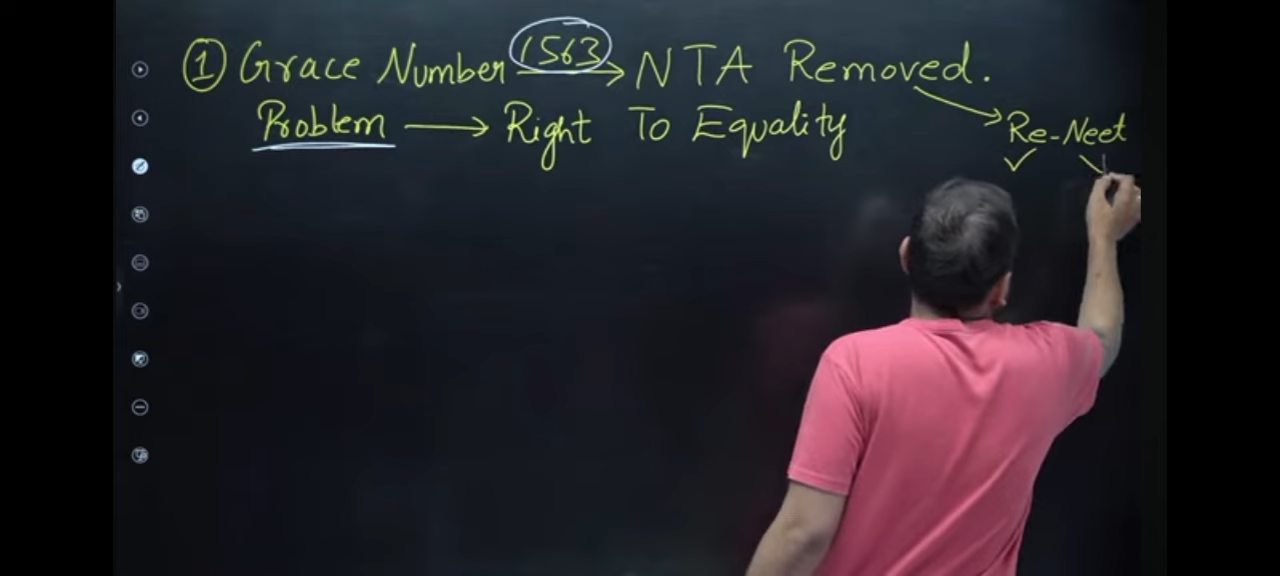 ① Grace Number 1563 → NTA Removed.
Problem → Right To Equality
Re-Neet